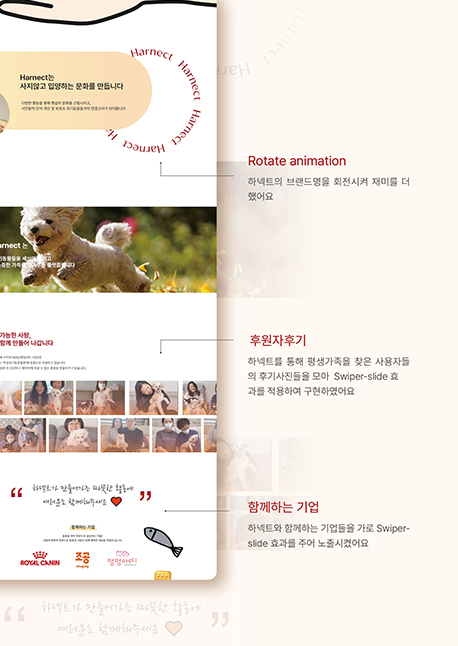 Harnect Harnect Harnect Harnect Harnect
Harnect는
사지않고 입양하는 문화를 만듭니다
Rotate animation
하넥트의 브랜드명을 회전시켜 재미를 더
했어요
arnect 는
가능한 사람,
함께 만들어 나갑니다
후원자후기
하넥트를 통해 평생가족을 찾은 사용자들
의 후기사진들을 모아 Swiper-slide 효
과를 적용하여 구현하였어요
“ 하넥트가 만들어가는 따뜻한 활동에 ”
여러분도 함께해주세요
함께하는 기업
하넥트와 함께하는 기업들을 가로 Swiper-
slide 효과를 주어 노출시켰어요
함께하는 기업
ROYAL CANIN
조공
“ 하넥트가 만들어가는 따뜻한 활동에 ”
여러분도 함께해주세요